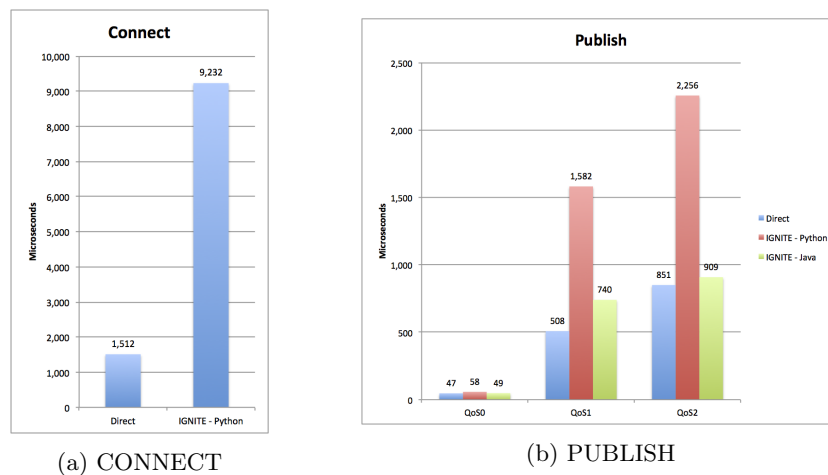 Connect
10,000
9,000
8,000
7,000
6,000
5,000
4,000
3,000
2,000
1,000
0
Microseconds
1,512
9,232
Direct
IGNITE - Python
(a) CONNECT
Publish
2,500
2,000
1,500
1,000
500
0
Microseconds
47
58
49
508
1,582
740
851
2,256
909
QoS0
QoS1
QoS2
Direct
IGNITE - Python
IGNITE - Java
(b) PUBLISH